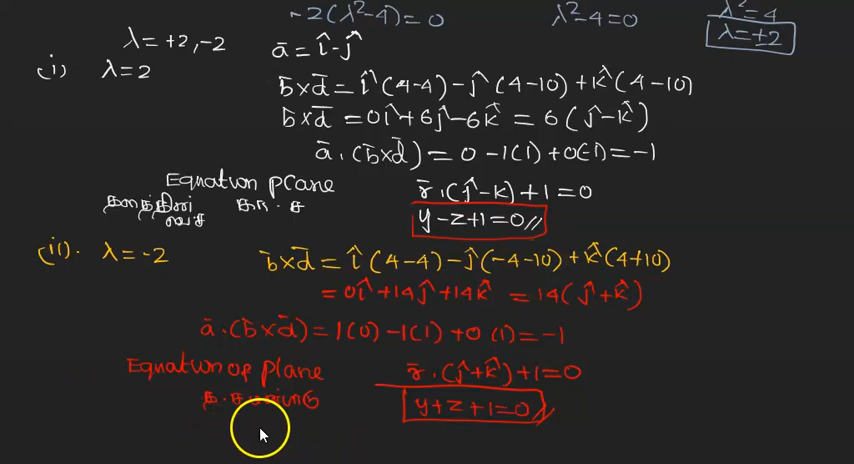 -2(λ²-4)=0 λ²-4=0 λ²=4
λ=±2
λ=+2,-2 ā=î-ĵ
(i) λ=2
b̄×d̄=î(4-4)-ĵ(4-10)+k̂(4-10)
b̄×d̄=0î+6ĵ-6k̂=6(ĵ-k̂)
ā.(b̄×d̄)=0-1(1)+0(-1)=-1
Equation plane r̄.(ĵ-k̂)+1=0
y-z+1=0//
(ii). λ=-2 b̄×d̄=î(4-4)-ĵ(-4-10)+k̂(4+10)
=0î+14ĵ+14k̂=14(ĵ+k̂)
ā.(b̄×d̄)=1(0)-1(1)+0(1)=-1
Equation of plane r̄.(ĵ+k̂)+1=0
y+z+1=0//